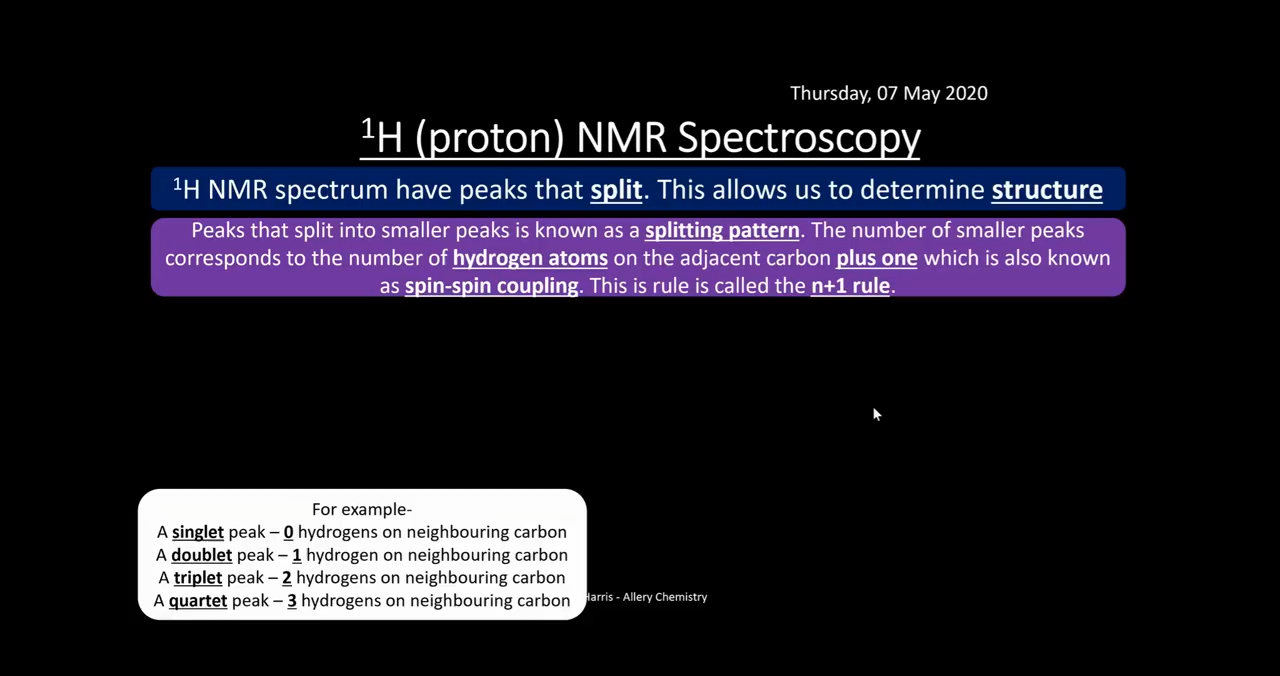 Thursday, 07 May 2020
¹H (proton) NMR Spectroscopy
¹H NMR spectrum have peaks that split. This allows us to determine structure
Peaks that split into smaller peaks is known as a splitting pattern. The number of smaller peaks
corresponds to the number of hydrogen atoms on the adjacent carbon plus one which is also known
as spin-spin coupling. This is rule is called the n+1 rule.
For example-
A singlet peak – 0 hydrogens on neighbouring carbon
A doublet peak – 1 hydrogen on neighbouring carbon
A triplet peak – 2 hydrogens on neighbouring carbon
A quartet peak – 3 hydrogens on neighbouring carbon
Harris - Allery Chemistry